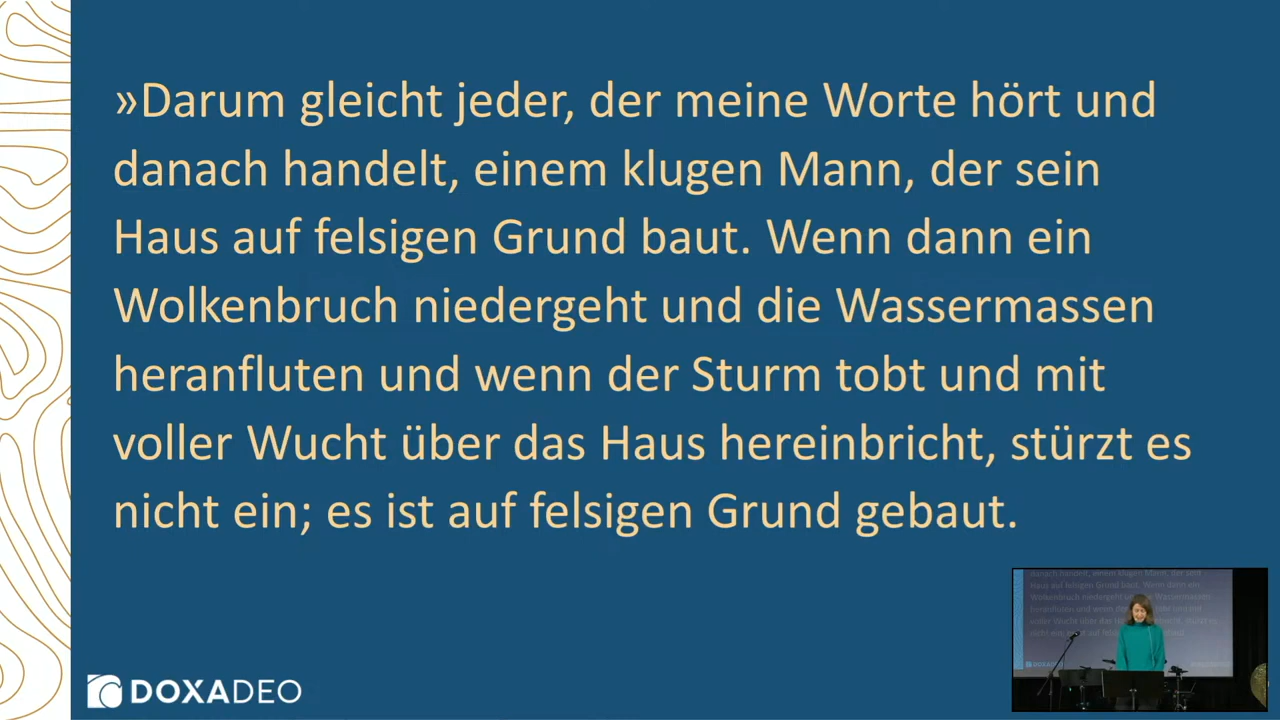 »Darum gleicht jeder, der meine Worte hört und
danach handelt, einem klugen Mann, der sein
Haus auf felsigen Grund baut. Wenn dann ein
Wolkenbruch niedergeht und die Wassermassen
heranfluten und wenn der Sturm tobt und mit
voller Wucht über das Haus hereinbricht, stürzt es
nicht ein; es ist auf felsigen Grund gebaut.
DOXADEO